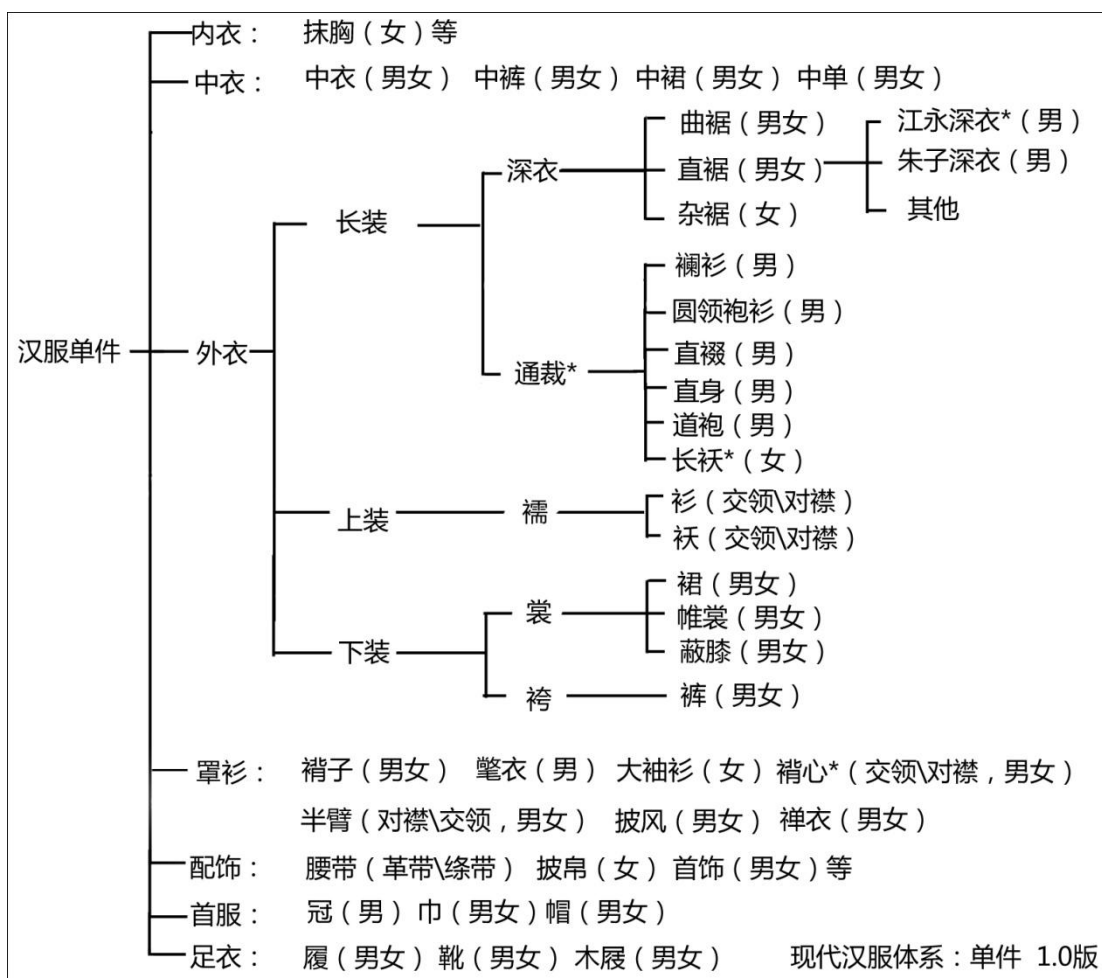 内衣： 抹胸（女）等
中衣： 中衣（男女） 中裤（男女） 中裙（男女） 中单（男女）
曲裾（男女）
江永深衣*（男）
深衣
直裾（男女）
朱子深衣（男）
杂裾（女）
其他
长装
襕衫（男）
圆领袍衫（男）
汉服单件
外衣
直裰（男）
通裁*
直身（男）
道袍（男）
长袄*（女）
上装
襦
衫（交领\对襟）
袄（交领\对襟）
下装
裳
裙（男女）
帷裳（男女）
蔽膝（男女）
袴
裤（男女）
罩衫： 褙子（男女） 氅衣（男） 大袖衫（女） 褙心*（交领\对襟，男女）
半臂（对襟\交领，男女） 披风（男女） 禅衣（男女）
配饰： 腰带（革带\绦带） 披帛（女） 首饰（男女）等
首服： 冠（男） 巾（男女） 帽（男女）
足衣： 履（男女） 靴（男女） 木屐（男女） 现代汉服体系：单件 1.0版